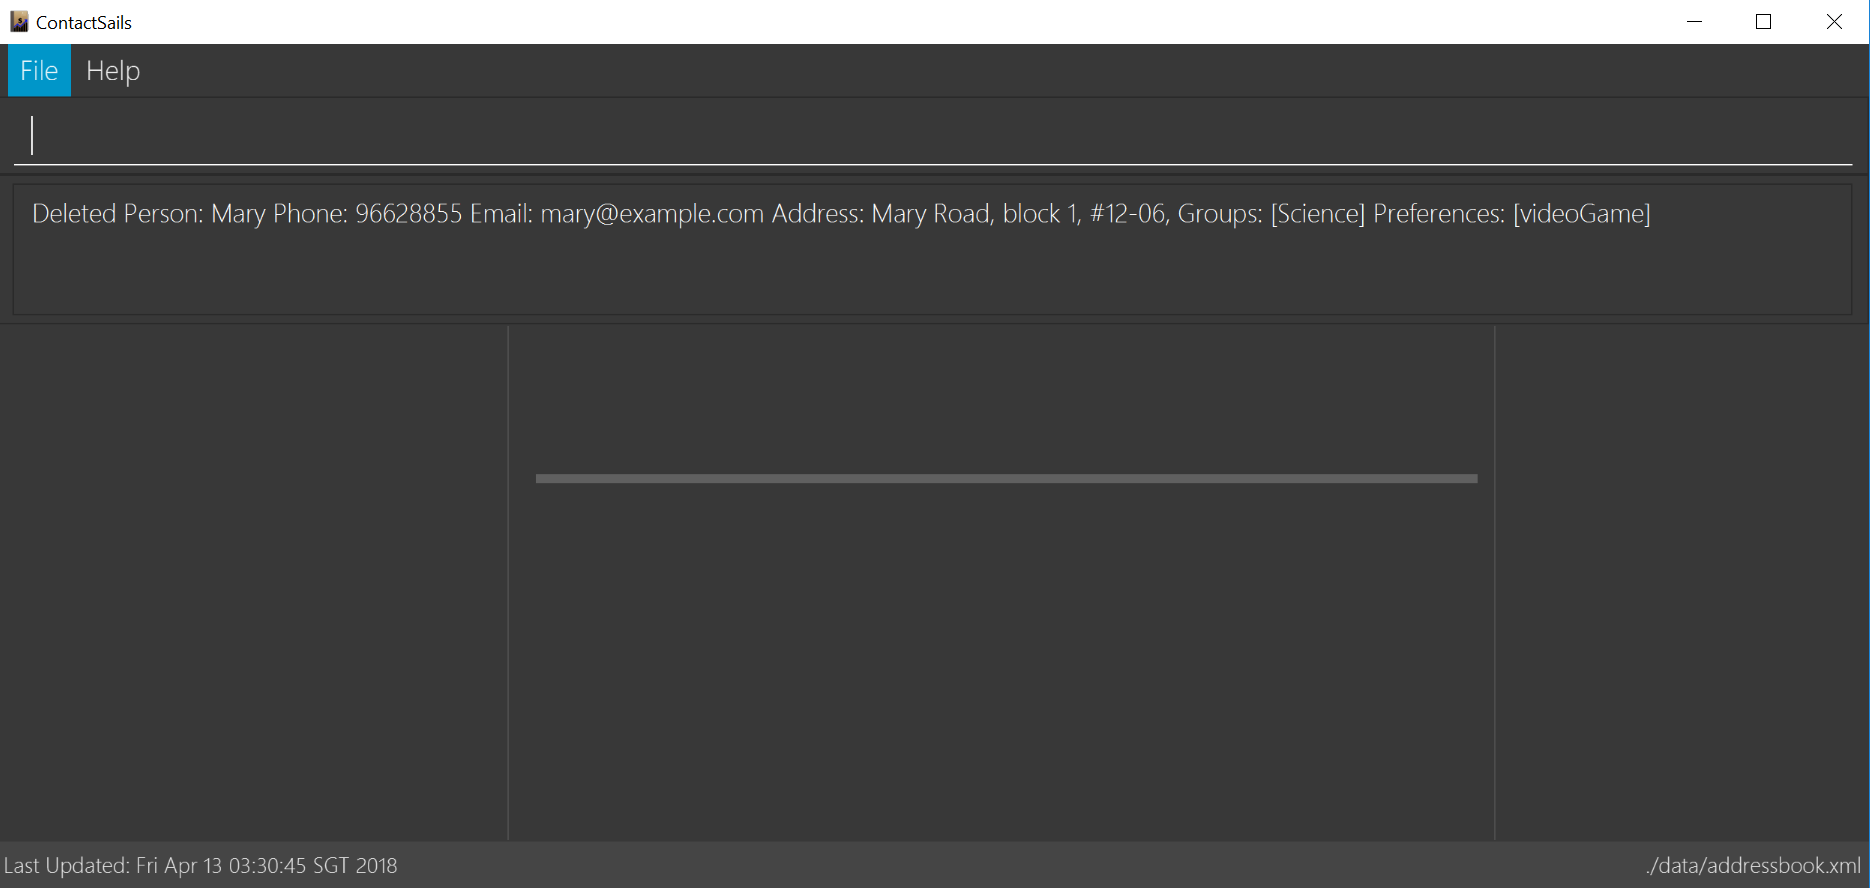 ContactSails
File Help
Deleted Person: Mary Phone: 96628855 Email: mary@example.com Address: Mary Road, block 1, #12-06, Groups: [Science] Preferences: [videoGame]
Last Updated: Fri Apr 13 03:30:45 SGT 2018
./data/addressbook.xml